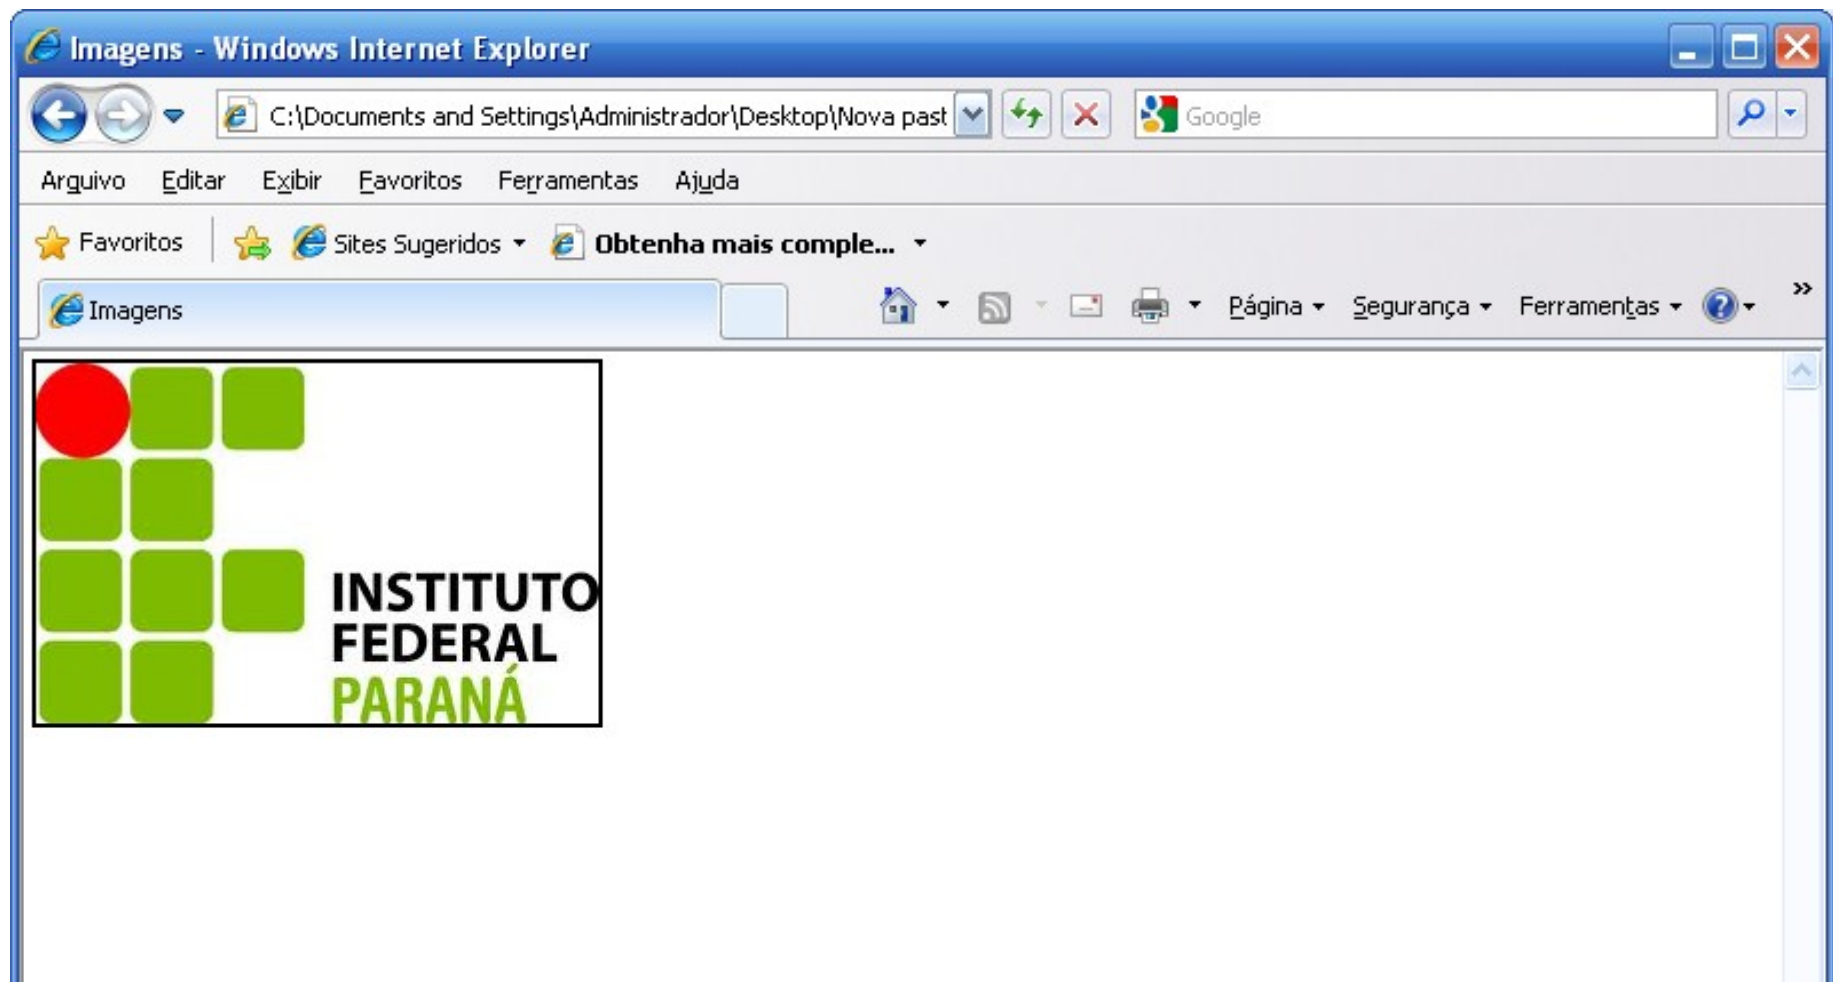 Imagens - Windows Internet Explorer
C:\Documents and Settings\Administrador\Desktop\Nova past
Google
Arquivo Editar Exibir Favoritos Ferramentas Ajuda
Favoritos Sites Sugeridos Obtenha mais comple...
Imagens Página Segurança Ferramentas
INSTITUTO
FEDERAL
PARANÁ